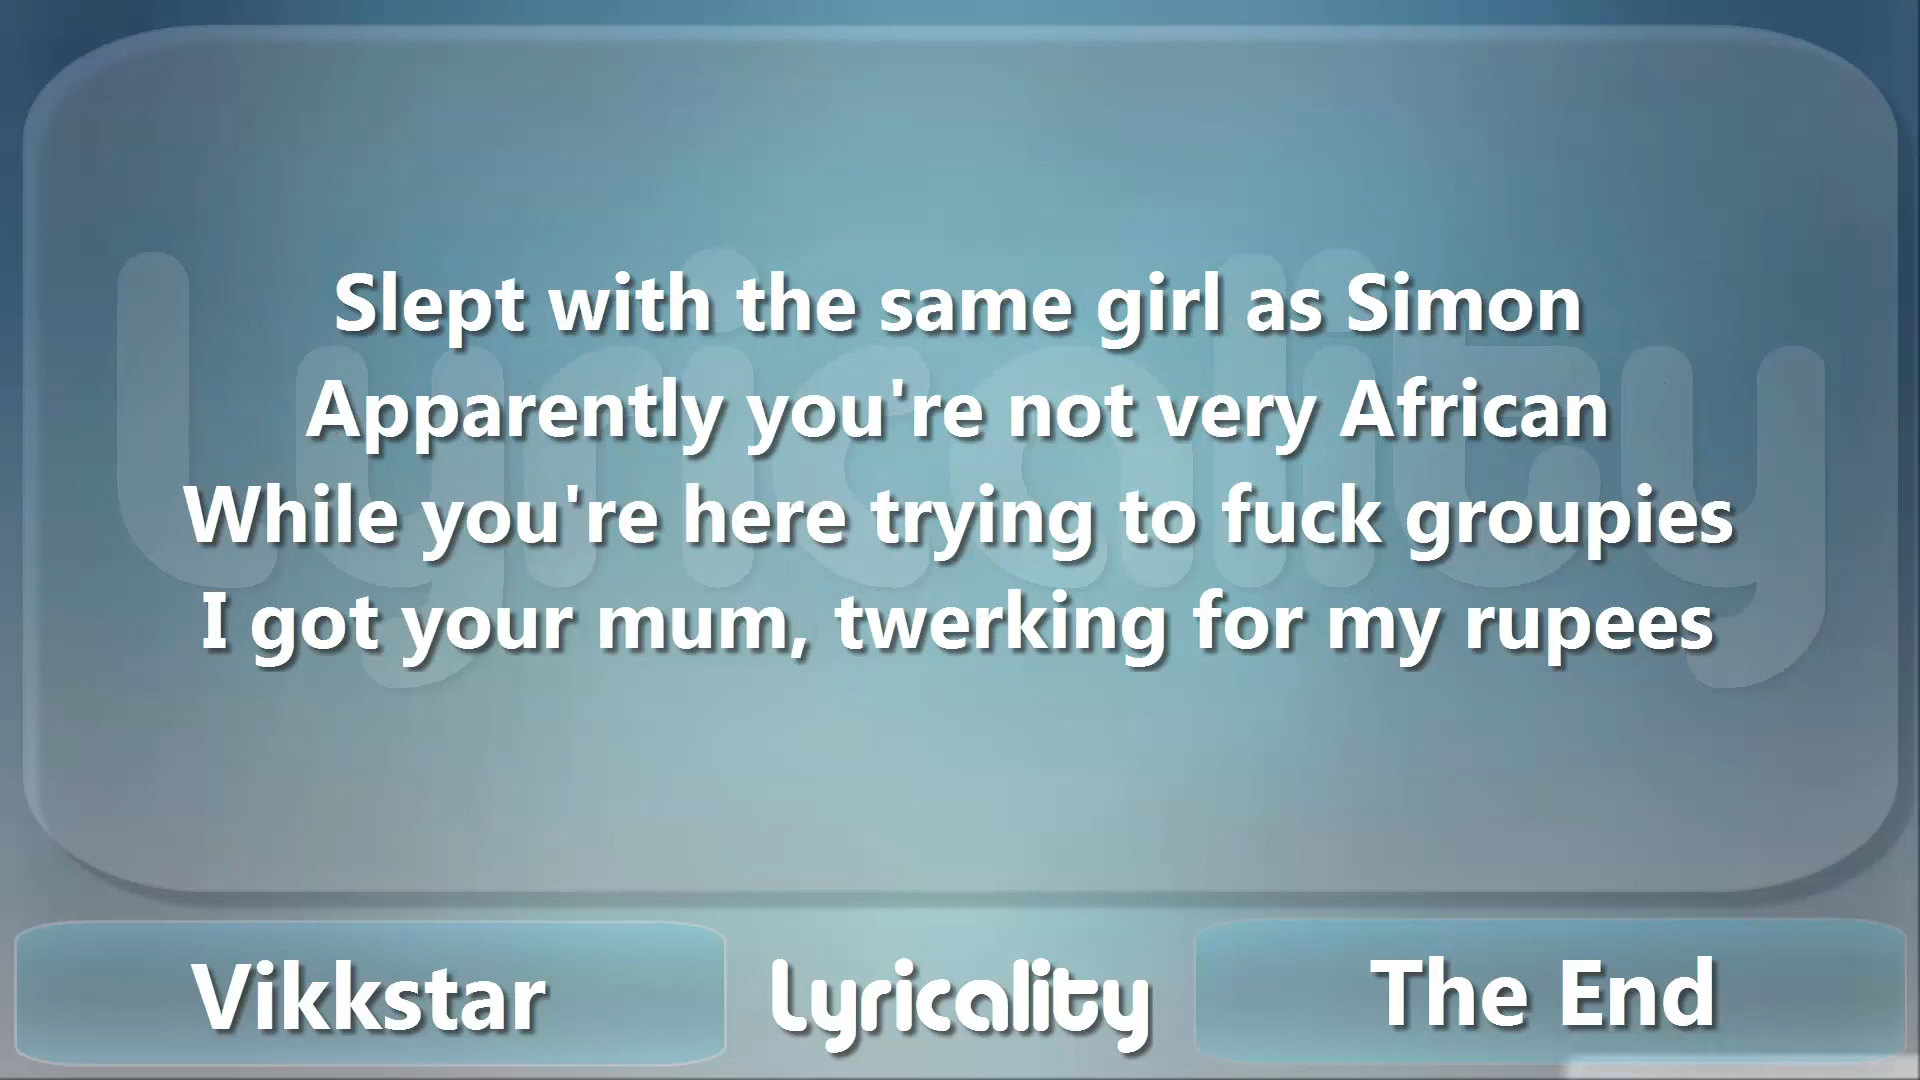 Slept with the same girl as Simon
Apparently you're not very African
While you're here trying to fuck groupies
I got your mum, twerking for my rupees
Lyricality
Vikkstar
Lyricality
The End